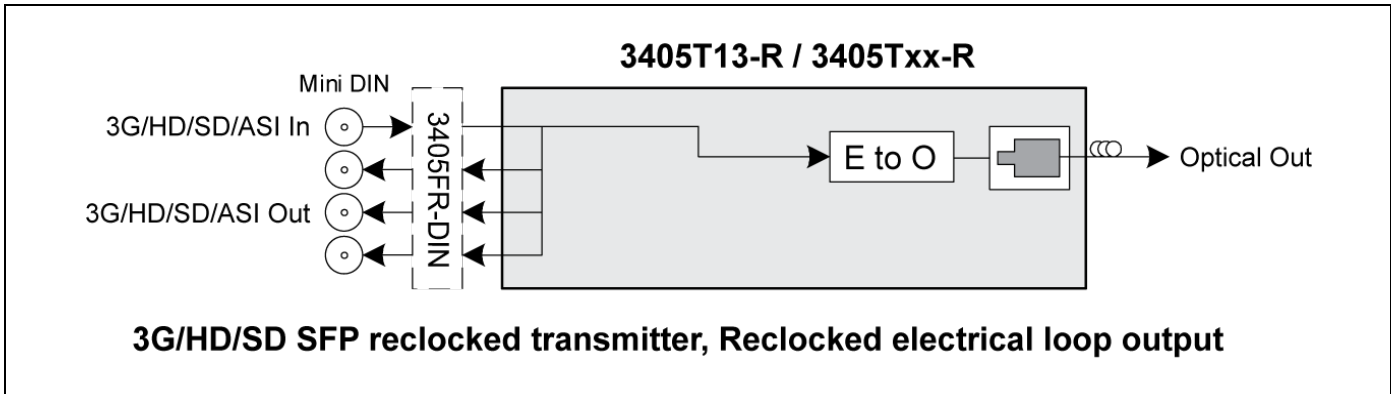 3405T13-R / 3405Txx-R
Mini DIN
3G/HD/SD/ASI In
3G/HD/SD/ASI Out
3405FR-DIN
E to O
Optical Out
3G/HD/SD SFP reclocked transmitter, Reclocked electrical loop output